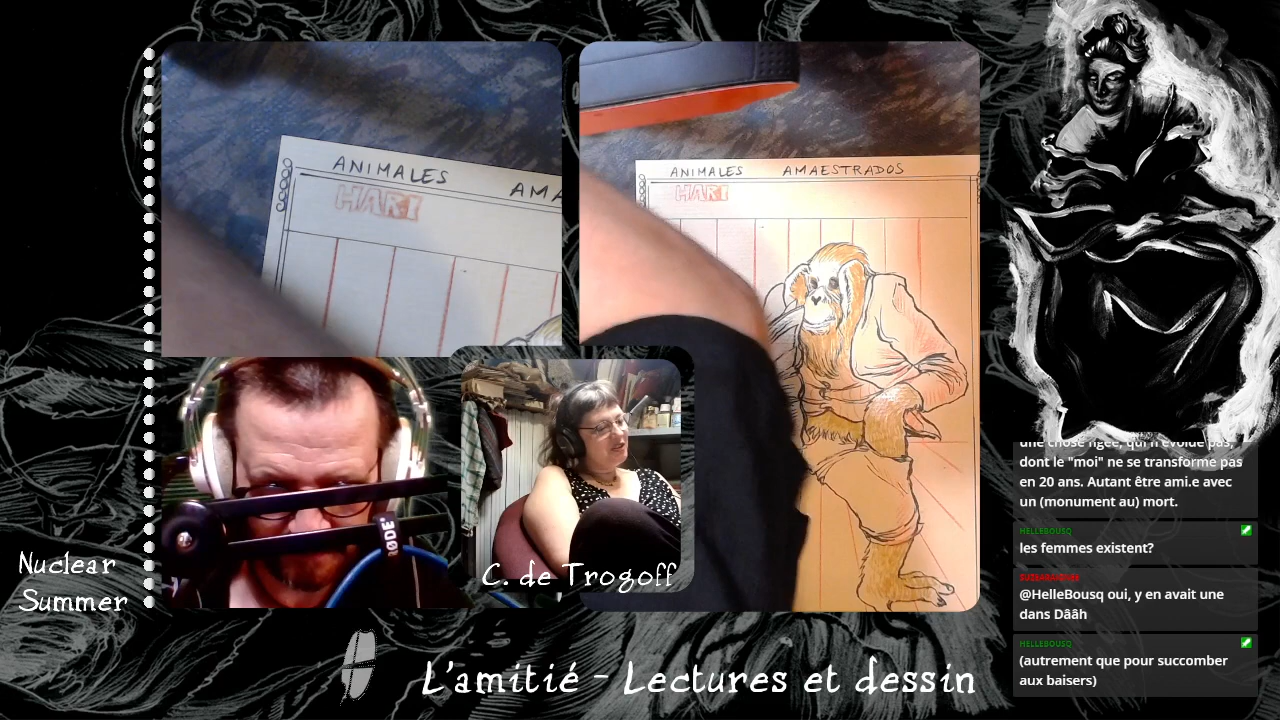 ANIMALES AMA
HARI
ANIMALES AMAESTRADOS
HARI
RØDE
C. de Trogoff
Nuclear
Summer
L'amitié - Lectures et dessin
une chose figée, qui n'évolue pas,
dont le "moi" ne se transforme pas
en 20 ans. Autant être ami.e avec
un (monument au) mort.
HELLEBOUSQ
les femmes existent?
@HelleBousq oui, y en avait une
dans Dââh
HELLEBOUSQ
(autrement que pour succomber
aux baisers)